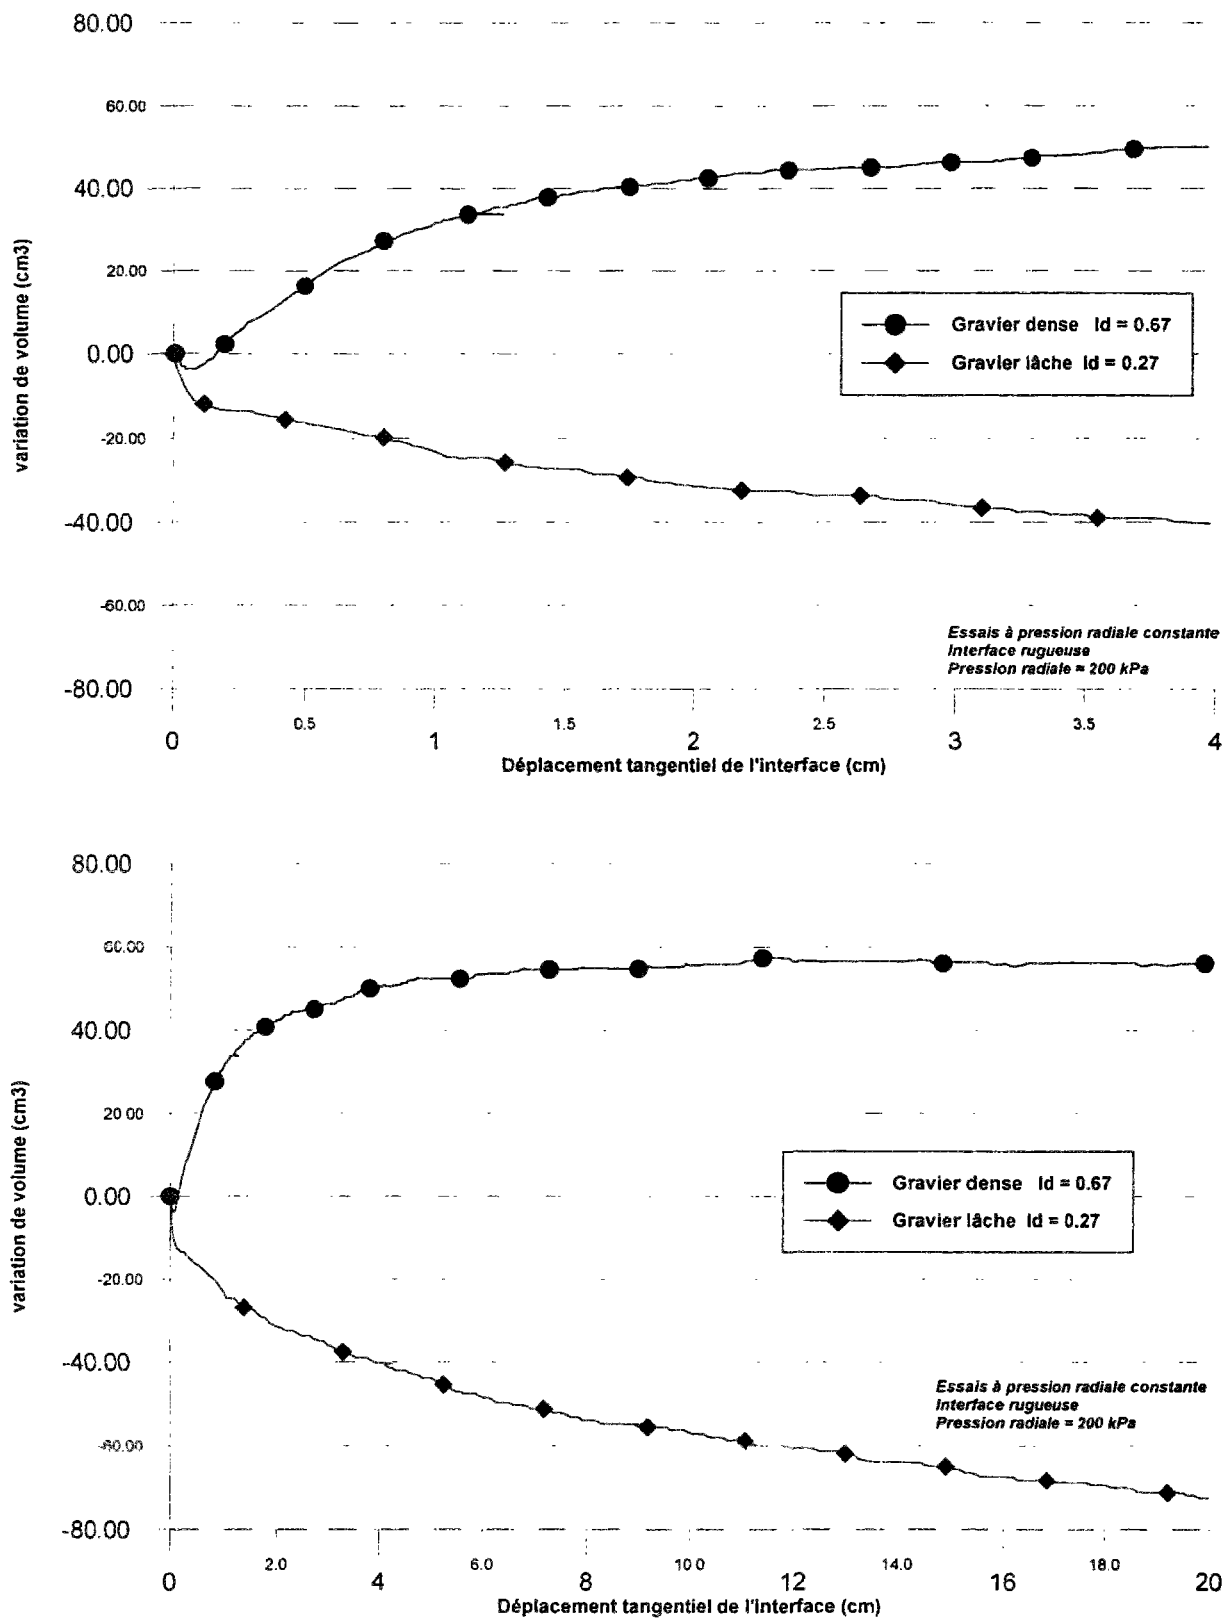 80.00
60.00
40.00
20.00
0.00
-20.00
-40.00
-60.00
-80.00
variation de volume (cm3)
Gravier dense Id = 0.67
Gravier lâche Id = 0.27
Essais à pression radiale constante
Interface rugueuse
Pression radiale = 200 kPa
0 0.5 1 1.5 2 2.5 3 3.5 4
Déplacement tangentiel de l'interface (cm)
80.00
60.00
40.00
20.00
0.00
-20.00
-40.00
-60.00
-80.00
variation de volume (cm3)
Gravier dense Id = 0.67
Gravier lâche Id = 0.27
Essais à pression radiale constante
Interface rugueuse
Pression radiale = 200 kPa
0 2.0 4 6.0 8 10.0 12 14.0 16 18.0 20
Déplacement tangentiel de l'interface (cm)